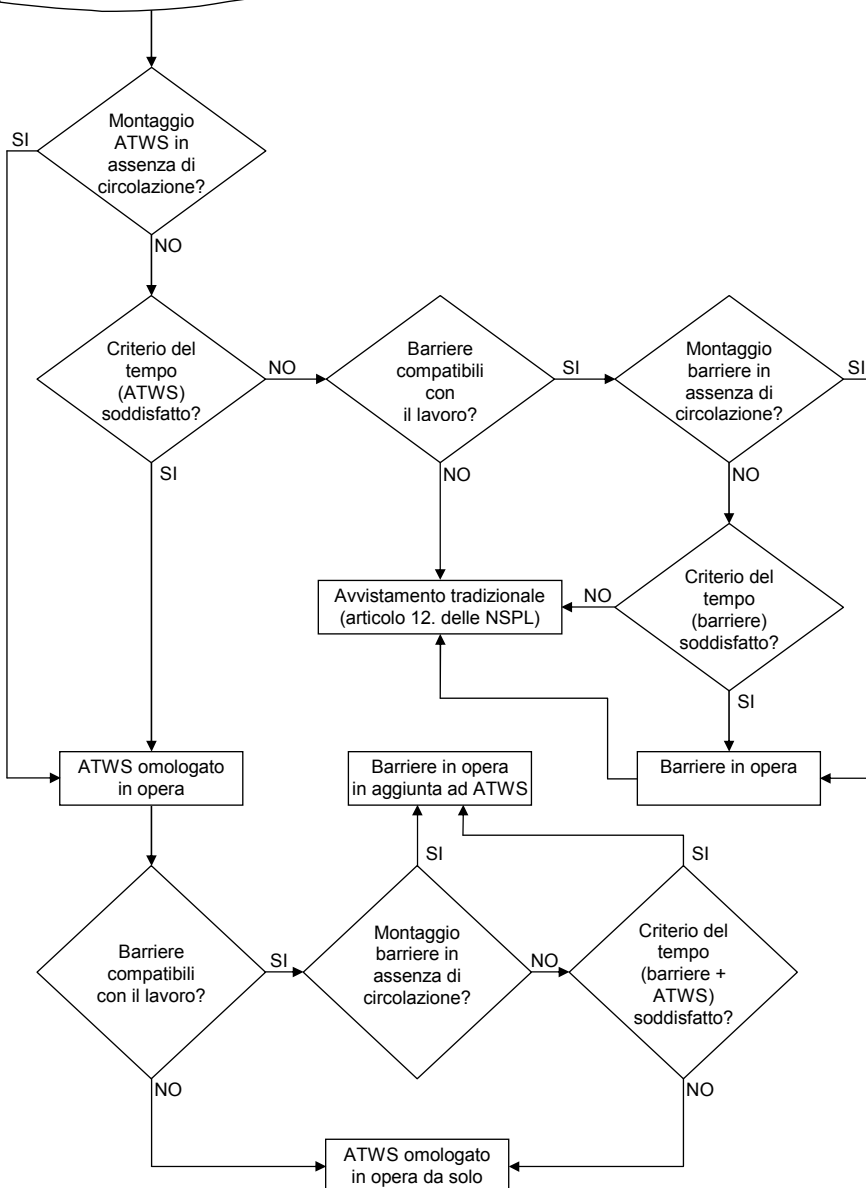 Montaggio
ATWS in
assenza di
circolazione?
SI
NO
Criterio del
tempo
(ATWS)
soddisfatto?
NO
SI
Barriere
compatibili
con
il lavoro?
SI
NO
Montaggio
barriere in
assenza di
circolazione?
SI
NO
Avvistamento tradizionale
(articolo 12. delle NSPL)
NO
Criterio del
tempo
(barriere)
soddisfatto?
SI
ATWS omologato
in opera
Barriere in opera
in aggiunta ad ATWS
Barriere in opera
SI
SI
Barriere
compatibili
con il lavoro?
SI
Montaggio
barriere in
assenza di
circolazione?
NO
Criterio del
tempo
(barriere +
ATWS)
soddisfatto?
NO
NO
ATWS omologato
in opera da solo